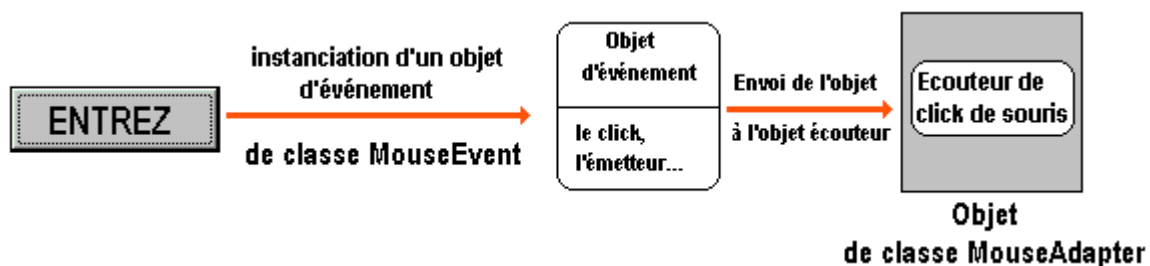 ENTREZ
instanciation d'un objet
d'événement
de classe MouseEvent
Objet
d'événement
le click,
l'émetteur...
Envoi de l'objet
à l'objet écouteur
Ecouteur de
click de souris
Objet
de classe MouseAdapter